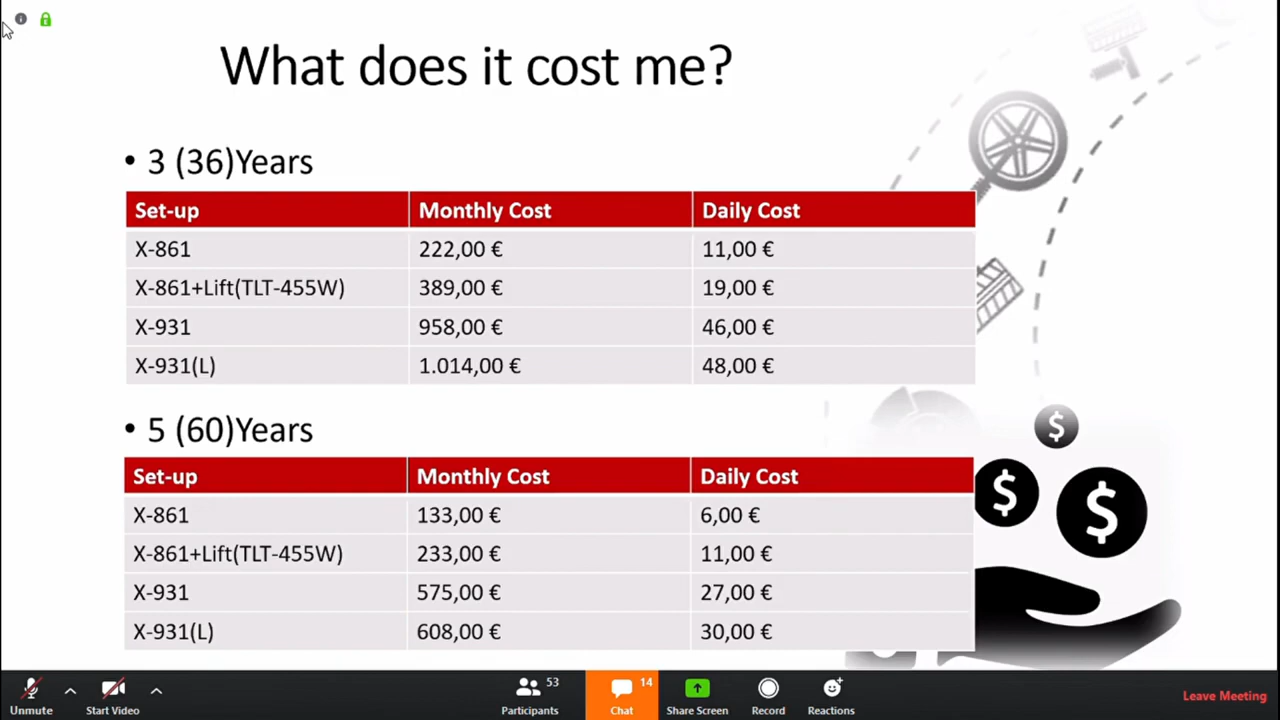 What does it cost me?
• 3 (36)Years
Set-up Monthly Cost Daily Cost
X-861 222,00 € 11,00 €
X-861+Lift(TLT-455W) 389,00 € 19,00 €
X-931 958,00 € 46,00 €
X-931(L) 1.014,00 € 48,00 €
• 5 (60)Years
Set-up Monthly Cost Daily Cost
X-861 133,00 € 6,00 €
X-861+Lift(TLT-455W) 233,00 € 11,00 €
X-931 575,00 € 27,00 €
X-931(L) 608,00 € 30,00 €
$
$ $
53 14
Unmute Start Video Participants Chat Share Screen Record Reactions Leave Meeting